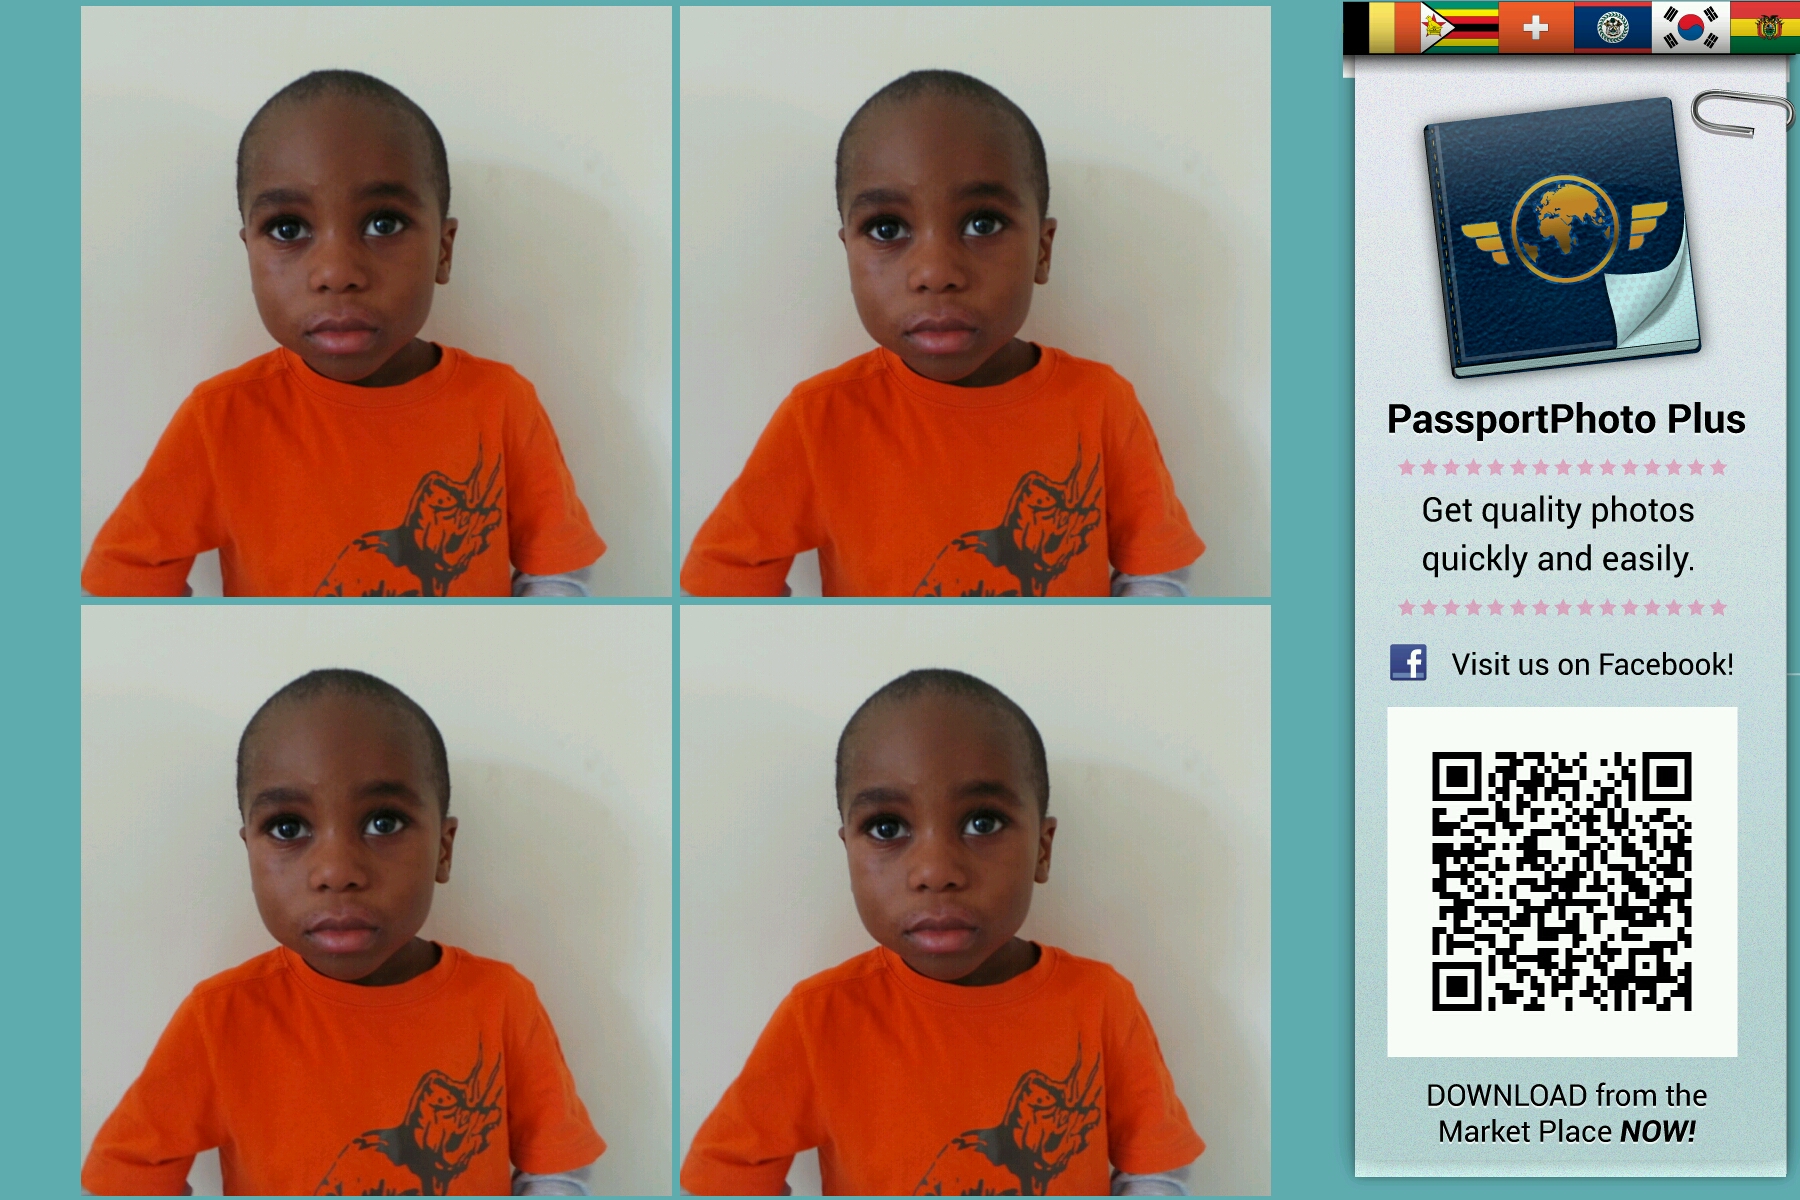 PassportPhoto Plus
Get quality photos
quickly and easily.
f Visit us on Facebook!
DOWNLOAD from the
Market Place NOW!